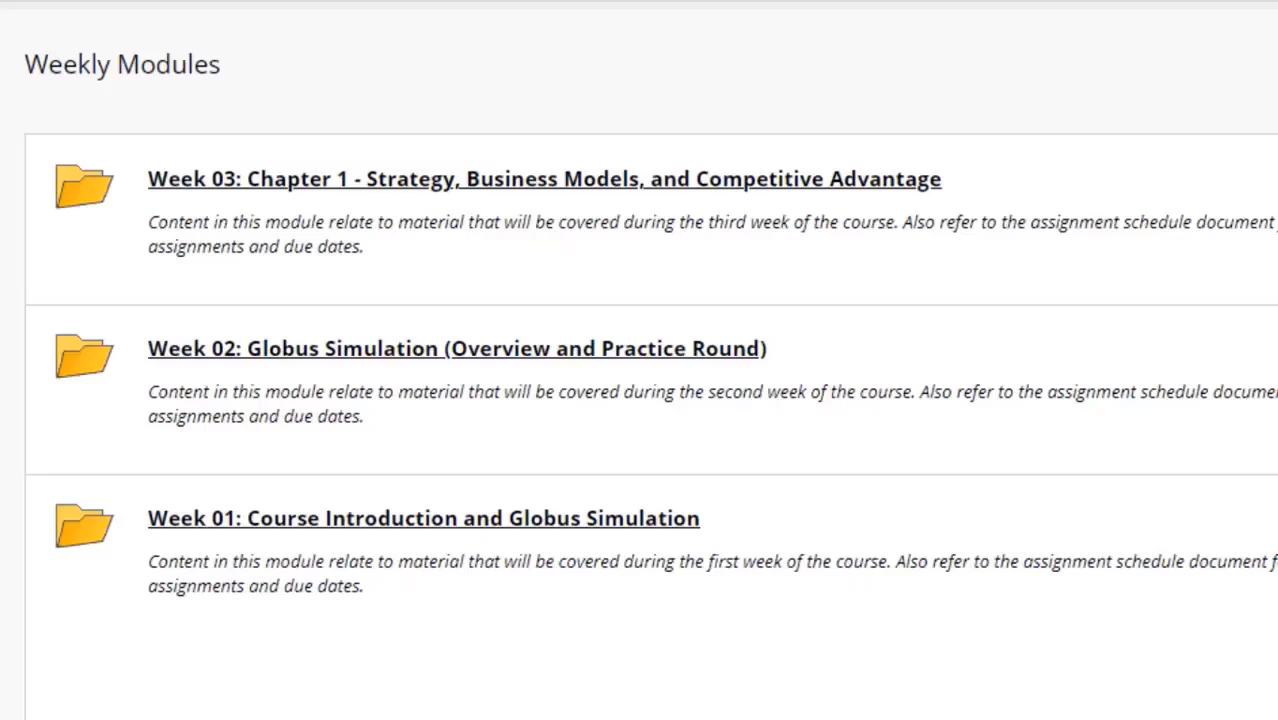 Weekly Modules
Week 03: Chapter 1 - Strategy, Business Models, and Competitive Advantage
Content in this module relate to material that will be covered during the third week of the course. Also refer to the assignment schedule document
assignments and due dates.
Week 02: Globus Simulation (Overview and Practice Round)
Content in this module relate to material that will be covered during the second week of the course. Also refer to the assignment schedule
assignments and due dates.
Week 01: Course Introduction and Globus Simulation
Content in this module relate to material that will be covered during the first week of the course. Also refer to the assignment schedule document
assignments and due dates.